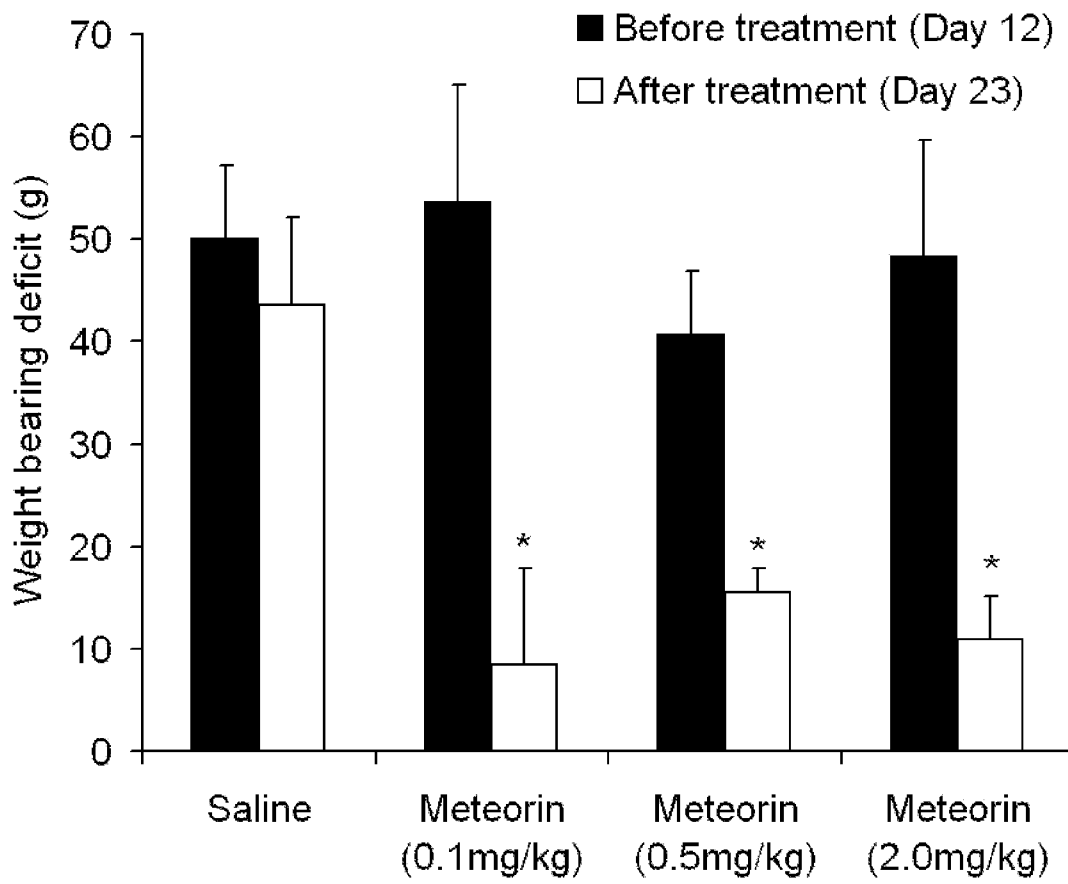 Before treatment (Day 12)
After treatment (Day 23)
Weight bearing deficit (g)
70
60
50
40
30
20
10
0
*
*
*
Saline
Meteorin
(0.1mg/kg)
Meteorin
(0.5mg/kg)
Meteorin
(2.0mg/kg)